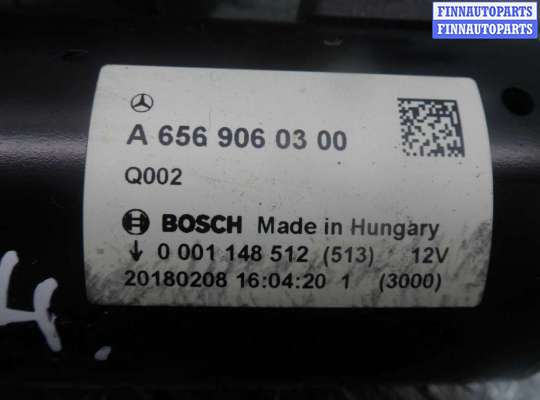 FINNAUTOPARTS
FINNAUTOPARTS
A 656 906 03 00
Q002
BOSCH Made in Hungary
↓ 0 001 148 512 (513) 12V
20180208 16:04:20 1 (3000)